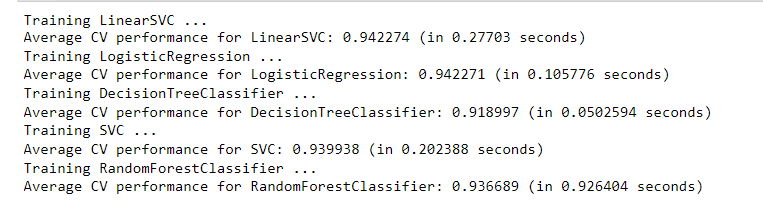 Training LinearSVC ...
Average CV performance for LinearSVC: 0.942274 (in 0.27703 seconds)
Training LogisticRegression ...
Average CV performance for LogisticRegression: 0.942271 (in 0.105776 seconds)
Training DecisionTreeClassifier ...
Average CV performance for DecisionTreeClassifier: 0.918997 (in 0.0502594 seconds)
Training SVC ...
Average CV performance for SVC: 0.939938 (in 0.202388 seconds)
Training RandomForestClassifier ...
Average CV performance for RandomForestClassifier: 0.936689 (in 0.926404 seconds)